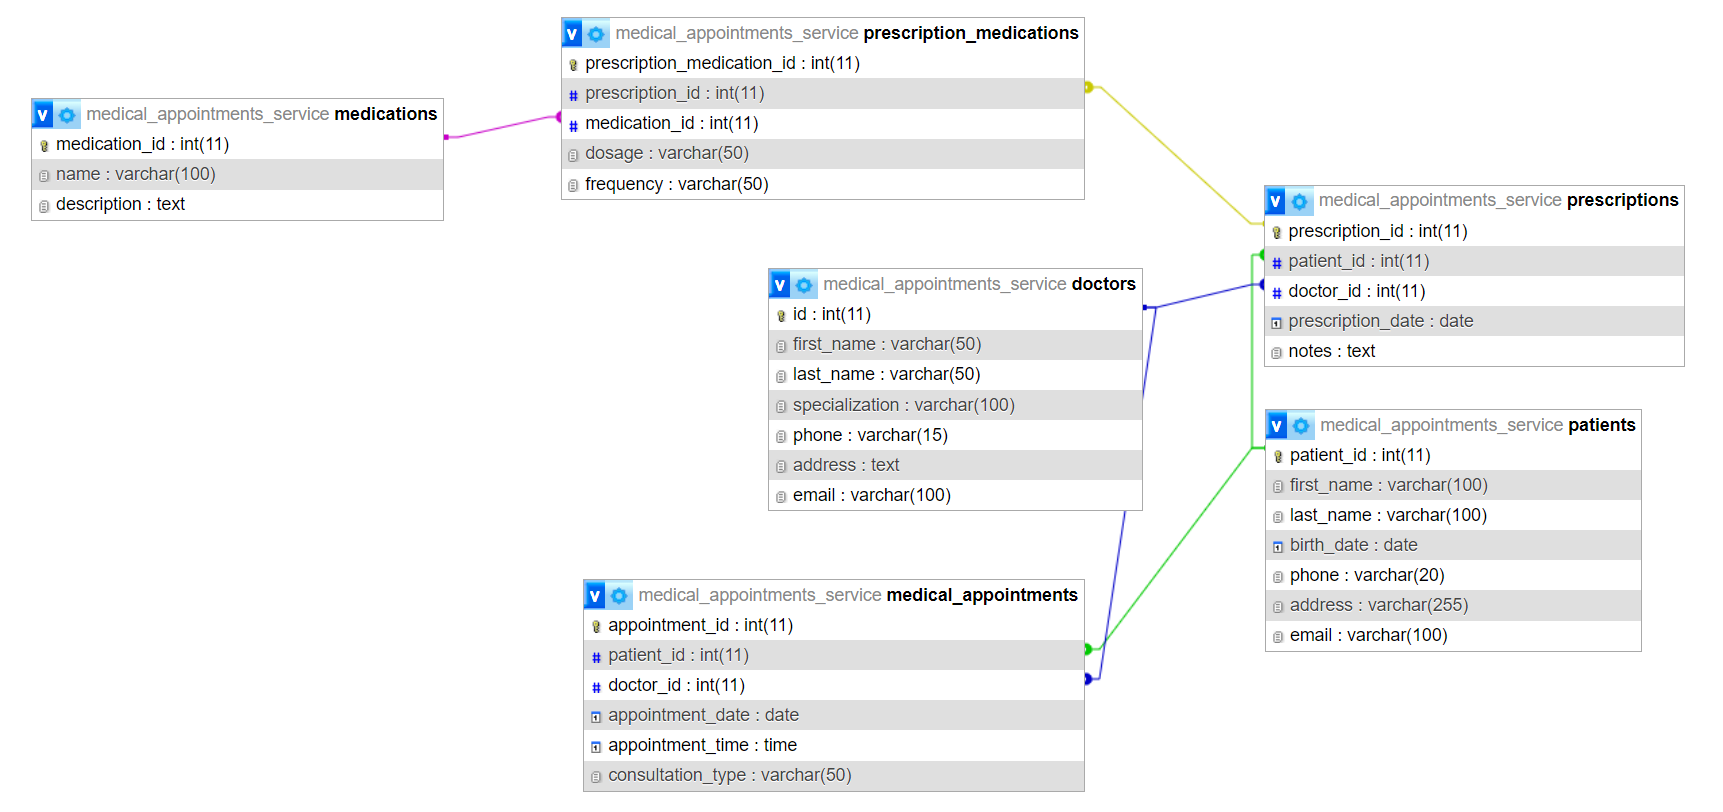 v medical_appointments_service prescription_medications
prescription_medication_id : int(11)
# prescription_id : int(11)
# medication_id : int(11)
dosage : varchar(50)
frequency : varchar(50)
v medical_appointments_service medications
medication_id : int(11)
name : varchar(100)
description : text
v medical_appointments_service prescriptions
prescription_id : int(11)
# patient_id : int(11)
# doctor_id : int(11)
prescription_date : date
notes : text
v medical_appointments_service doctors
id : int(11)
first_name : varchar(50)
last_name : varchar(50)
specialization : varchar(100)
phone : varchar(15)
address : text
email : varchar(100)
v medical_appointments_service patients
patient_id : int(11)
first_name : varchar(100)
last_name : varchar(100)
birth_date : date
phone : varchar(20)
address : varchar(255)
email : varchar(100)
v medical_appointments_service medical_appointments
appointment_id : int(11)
# patient_id : int(11)
# doctor_id : int(11)
appointment_date : date
appointment_time : time
consultation_type : varchar(50)